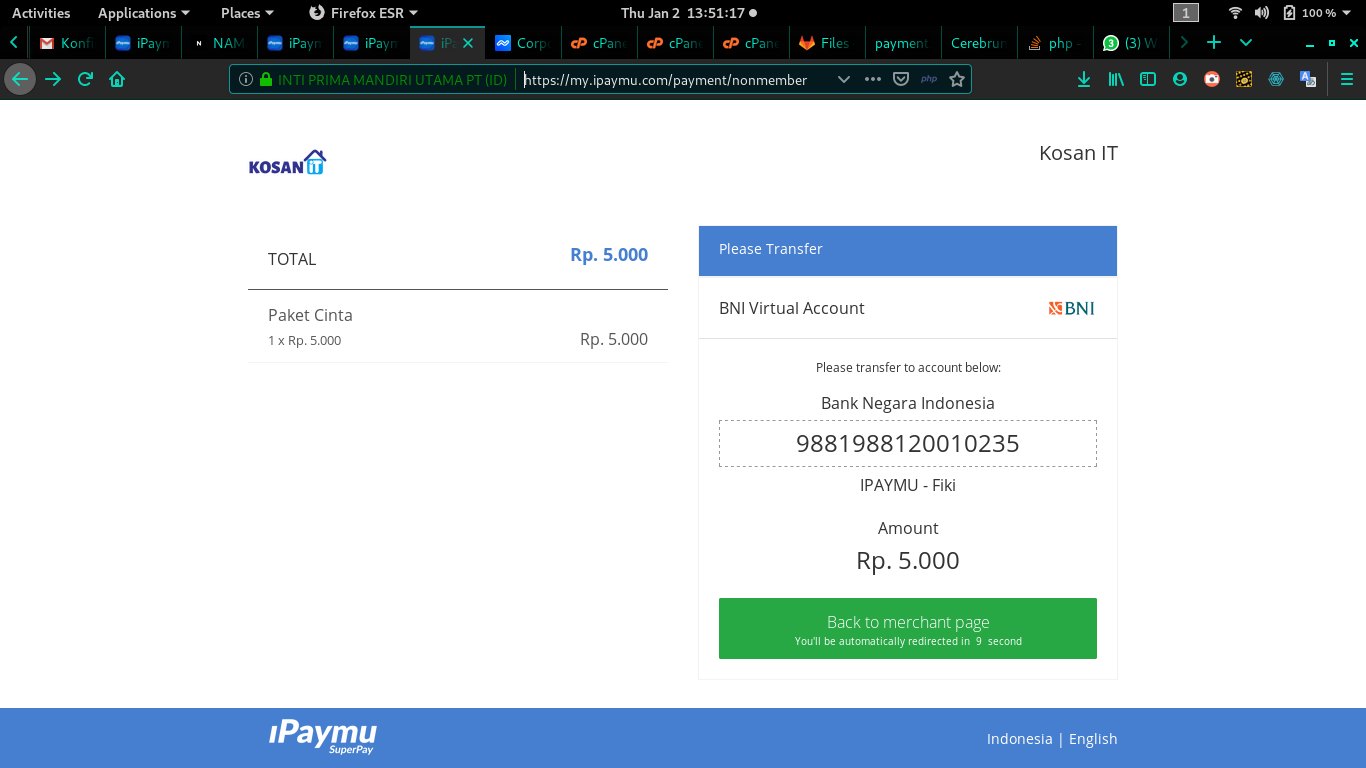 Activities Applications Places Firefox ESR Thu Jan 2 13:51:17 1 100 %
Konfi iPaym NAM iPaym iPaym iPa Corpo cPane cPane cPane Files payment Cerebrum php - (3) W
INTI PRIMA MANDIRI UTAMA PT (ID) https://my.ipaymu.com/payment/nonmember php
KOSAN iT
Kosan IT
TOTAL Rp. 5.000
Paket Cinta
1 x Rp. 5.000 Rp. 5.000
Please Transfer
BNI Virtual Account BNI
Please transfer to account below:
Bank Negara Indonesia
9881988120010235
IPAYMU - Fiki
Amount
Rp. 5.000
Back to merchant page
You'll be automatically redirected in 9 second
iPaymu
SuperPay
Indonesia | English